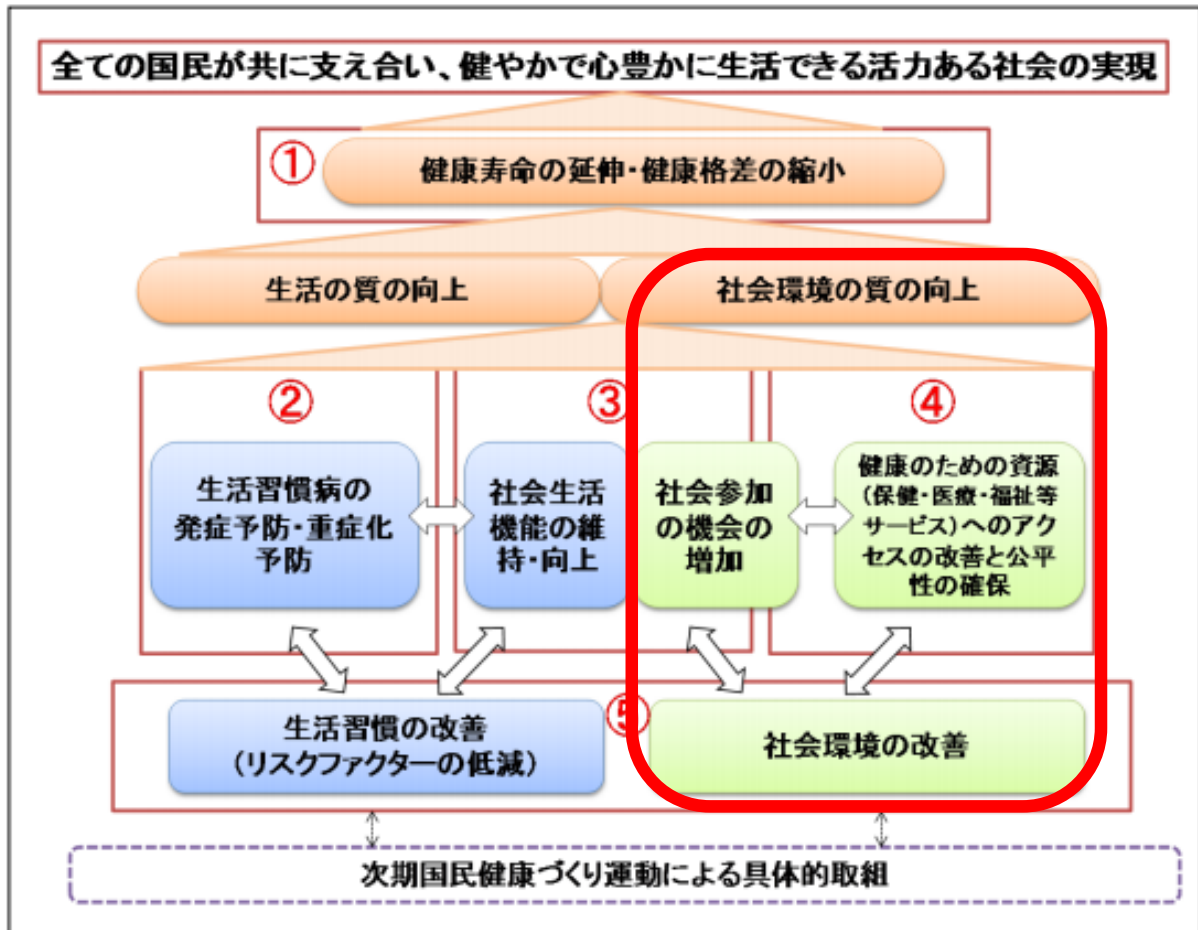 全ての国民が共に支え合い、健やかで心豊かに生活できる活力ある社会の実現
①
健康寿命の延伸・健康格差の縮小
生活の質の向上
社会環境の質の向上
②
③
④
生活習慣病の
発症予防・重症化
予防
社会生活
機能の維
持・向上
社会参加
の機会の
増加
健康のための資源
(保健・医療・福祉等
サービス)へのアク
セスの改善と公平
性の確保
⑤
生活習慣の改善
(リスクファクターの低減)
社会環境の改善
次期国民健康づくり運動による具体的取組